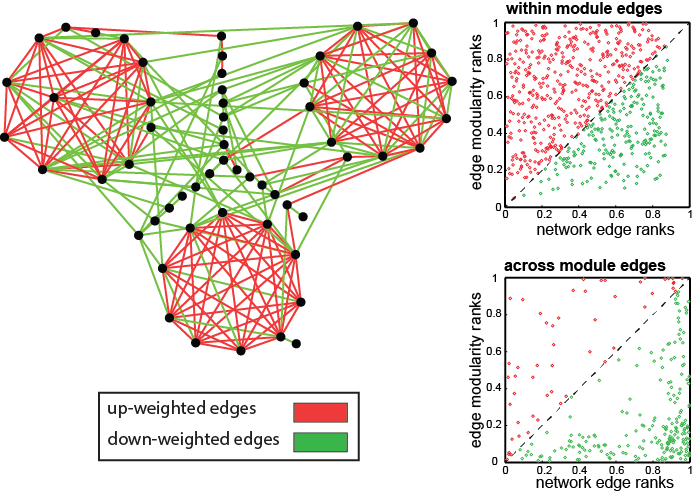 within module edges
edge modularity ranks
1
0.8
0.6
0.4
0.2
0
0 0.2 0.4 0.6 0.8 1
network edge ranks
across module edges
edge modularity ranks
1
0.8
0.6
0.4
0.2
0
0 0.2 0.4 0.6 0.8 1
network edge ranks
up-weighted edges
down-weighted edges